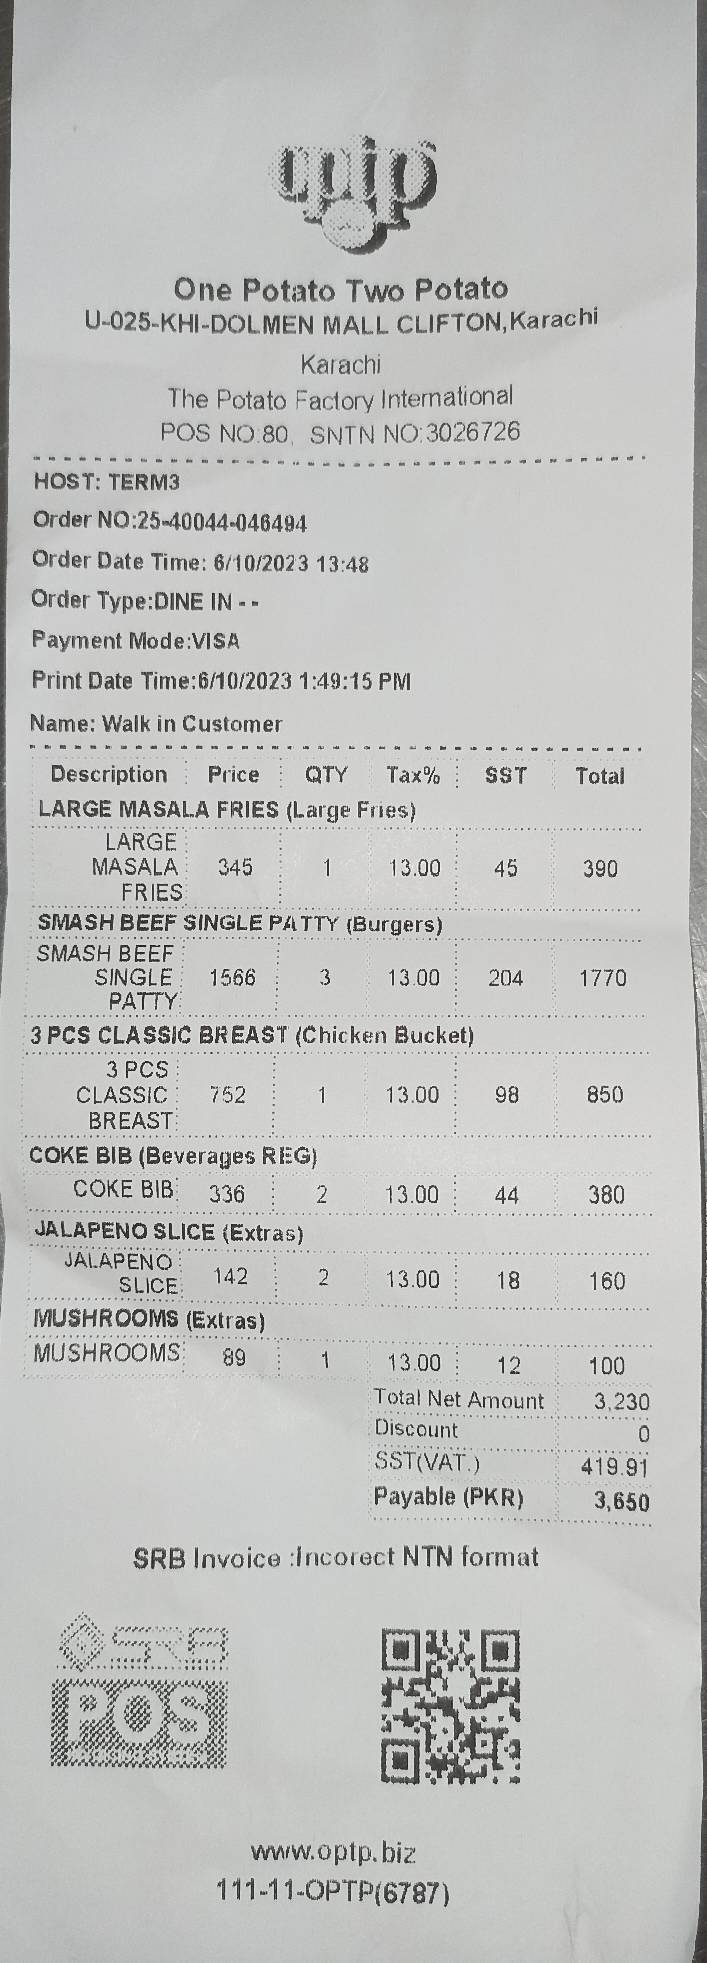 optp
One Potato Two Potato
U-025-KHI-DOLMEN MALL CLIFTON,Karachi
Karachi
The Potato Factory International
POS NO:80, SNTN NO:3026726
HOST: TERM3
Order NO:25-40044-046494
Order Date Time: 6/10/2023 13:48
Order Type:DINE IN - -
Payment Mode:VISA
Print Date Time:6/10/2023 1:49:15 PM
Name: Walk in Customer
Description Price QTY Tax% SST Total
LARGE MASALA FRIES (Large Fries)
LARGE
MASALA 345 1 13.00 45 390
FRIES
SMASH BEEF SINGLE PATTY (Burgers)
SMASH BEEF
SINGLE 1566 3 13.00 204 1770
PATTY
3 PCS CLASSIC BREAST (Chicken Bucket)
3 PCS
CLASSIC 752 1 13.00 98 850
BREAST
COKE BIB (Beverages REG)
COKE BIB 336 2 13.00 44 380
JALAPENO SLICE (Extras)
JALAPENO
SLICE 142 2 13.00 18 160
MUSHROOMS (Extras)
MUSHROOMS 89 1 13.00 12 100
Total Net Amount 3,230
Discount 0
SST(VAT.) 419.91
Payable (PKR) 3,650
SRB Invoice :Incorect NTN format
SRB
POS
www.optp.biz
111-11-OPTP(6787)